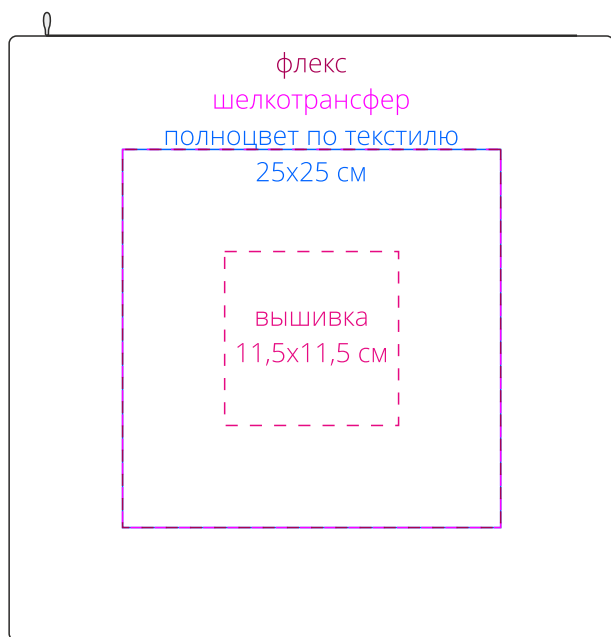 флекс
шелкотрансфер
полноцвет по текстилю
25х25 см
вышивка
11,5х11,5 см